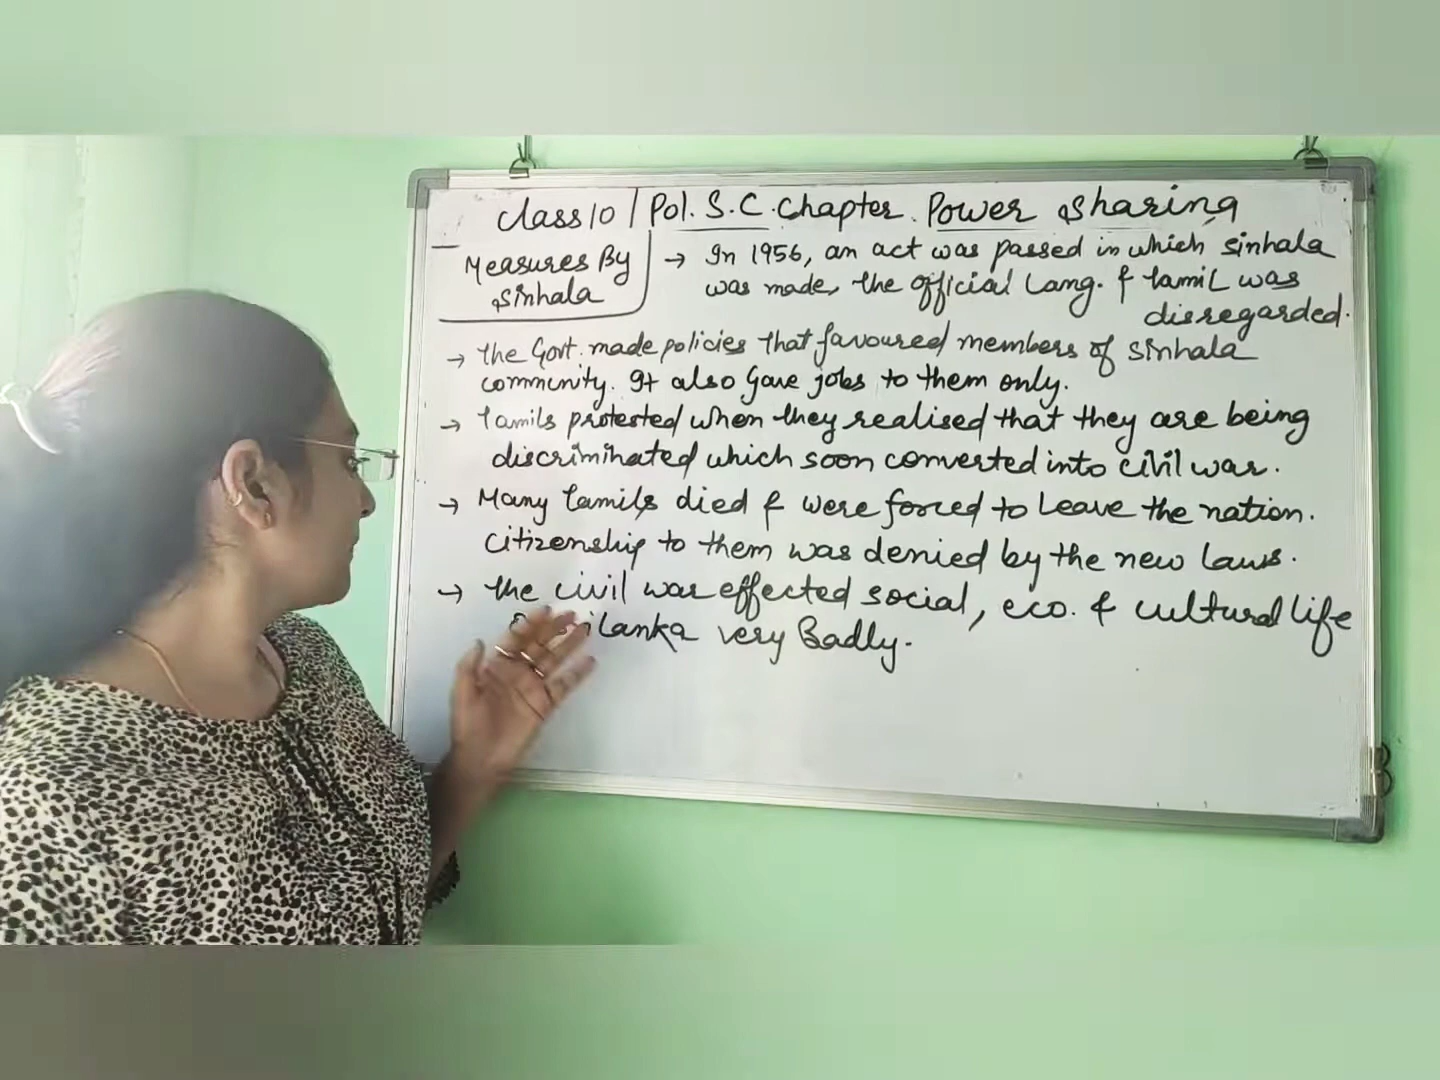 Class 10 / Pol. S.C. Chapter. Power Sharing
Measures By
Sinhala
→ In 1956, an act was passed in which sinhala
was made, the official Lang. & Tamil was
disregarded.
→ The Govt. made policies that favoured members of Sinhala
community. It also gave jobs to them only.
→ Tamils protested when they realised that they are being
discriminated which soon converted into civil war.
→ Many Tamils died & were forced to leave the nation.
citizenship to them was denied by the new laws.
→ The civil war effected social, eco. & cultural life
Lanka very Badly.